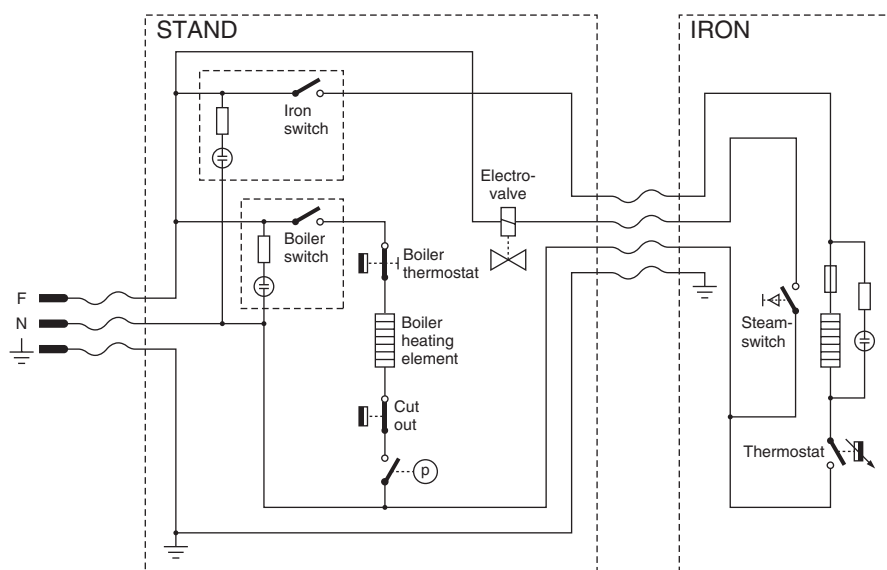 STAND
IRON
Iron
switch
Electro-
valve
Boiler
switch
Boiler
thermostat
F
N
Boiler
heating
element
Steam-
switch
Cut
out
Thermostat
p